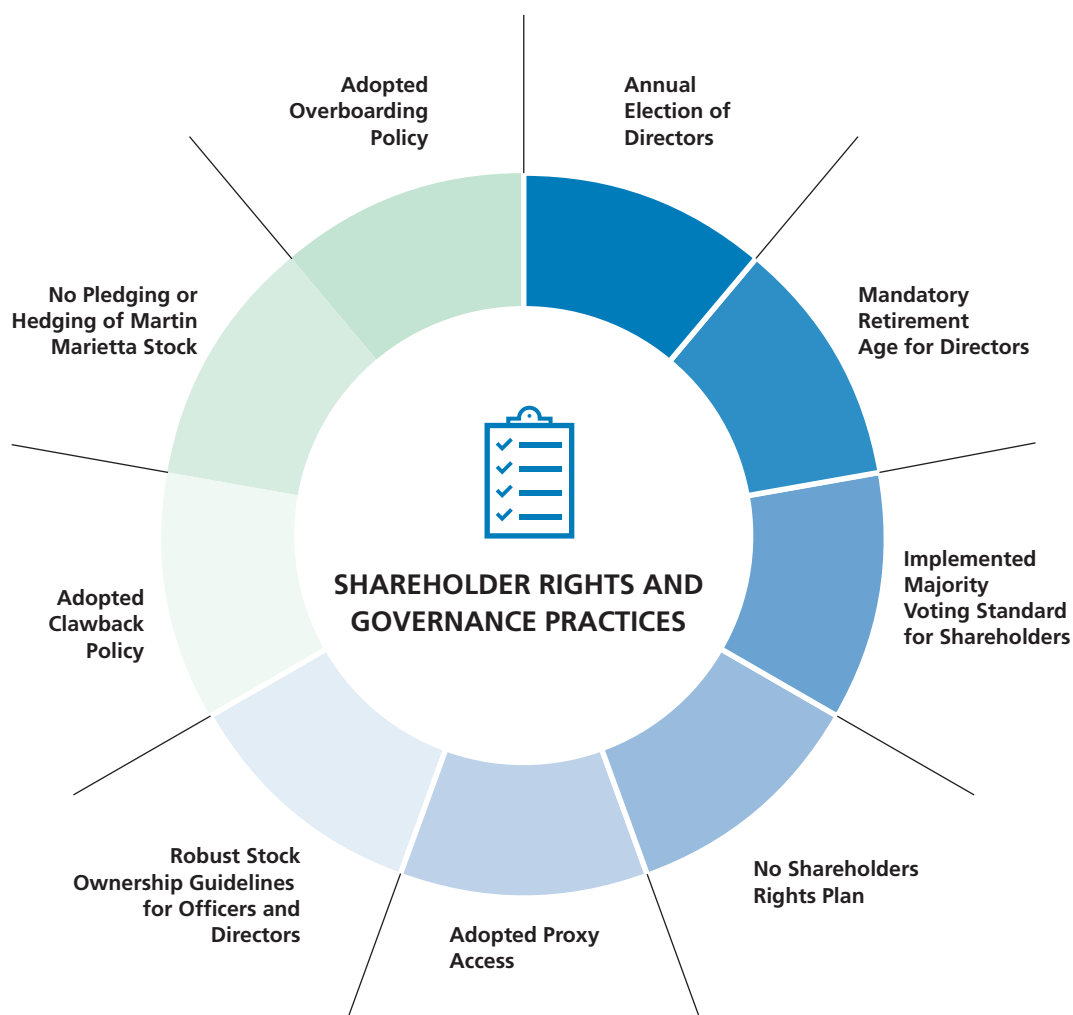 Adopted
Overboarding
Policy
Annual
Election of
Directors
No Pledging or
Hedging of Martin
Marietta Stock
Mandatory
Retirement
Age for Directors
SHAREHOLDER RIGHTS AND
GOVERNANCE PRACTICES
Implemented
Majority
Voting Standard
for Shareholders
Adopted
Clawback
Policy
Robust Stock
Ownership Guidelines
for Officers and
Directors
Adopted Proxy
Access
No Shareholders
Rights Plan